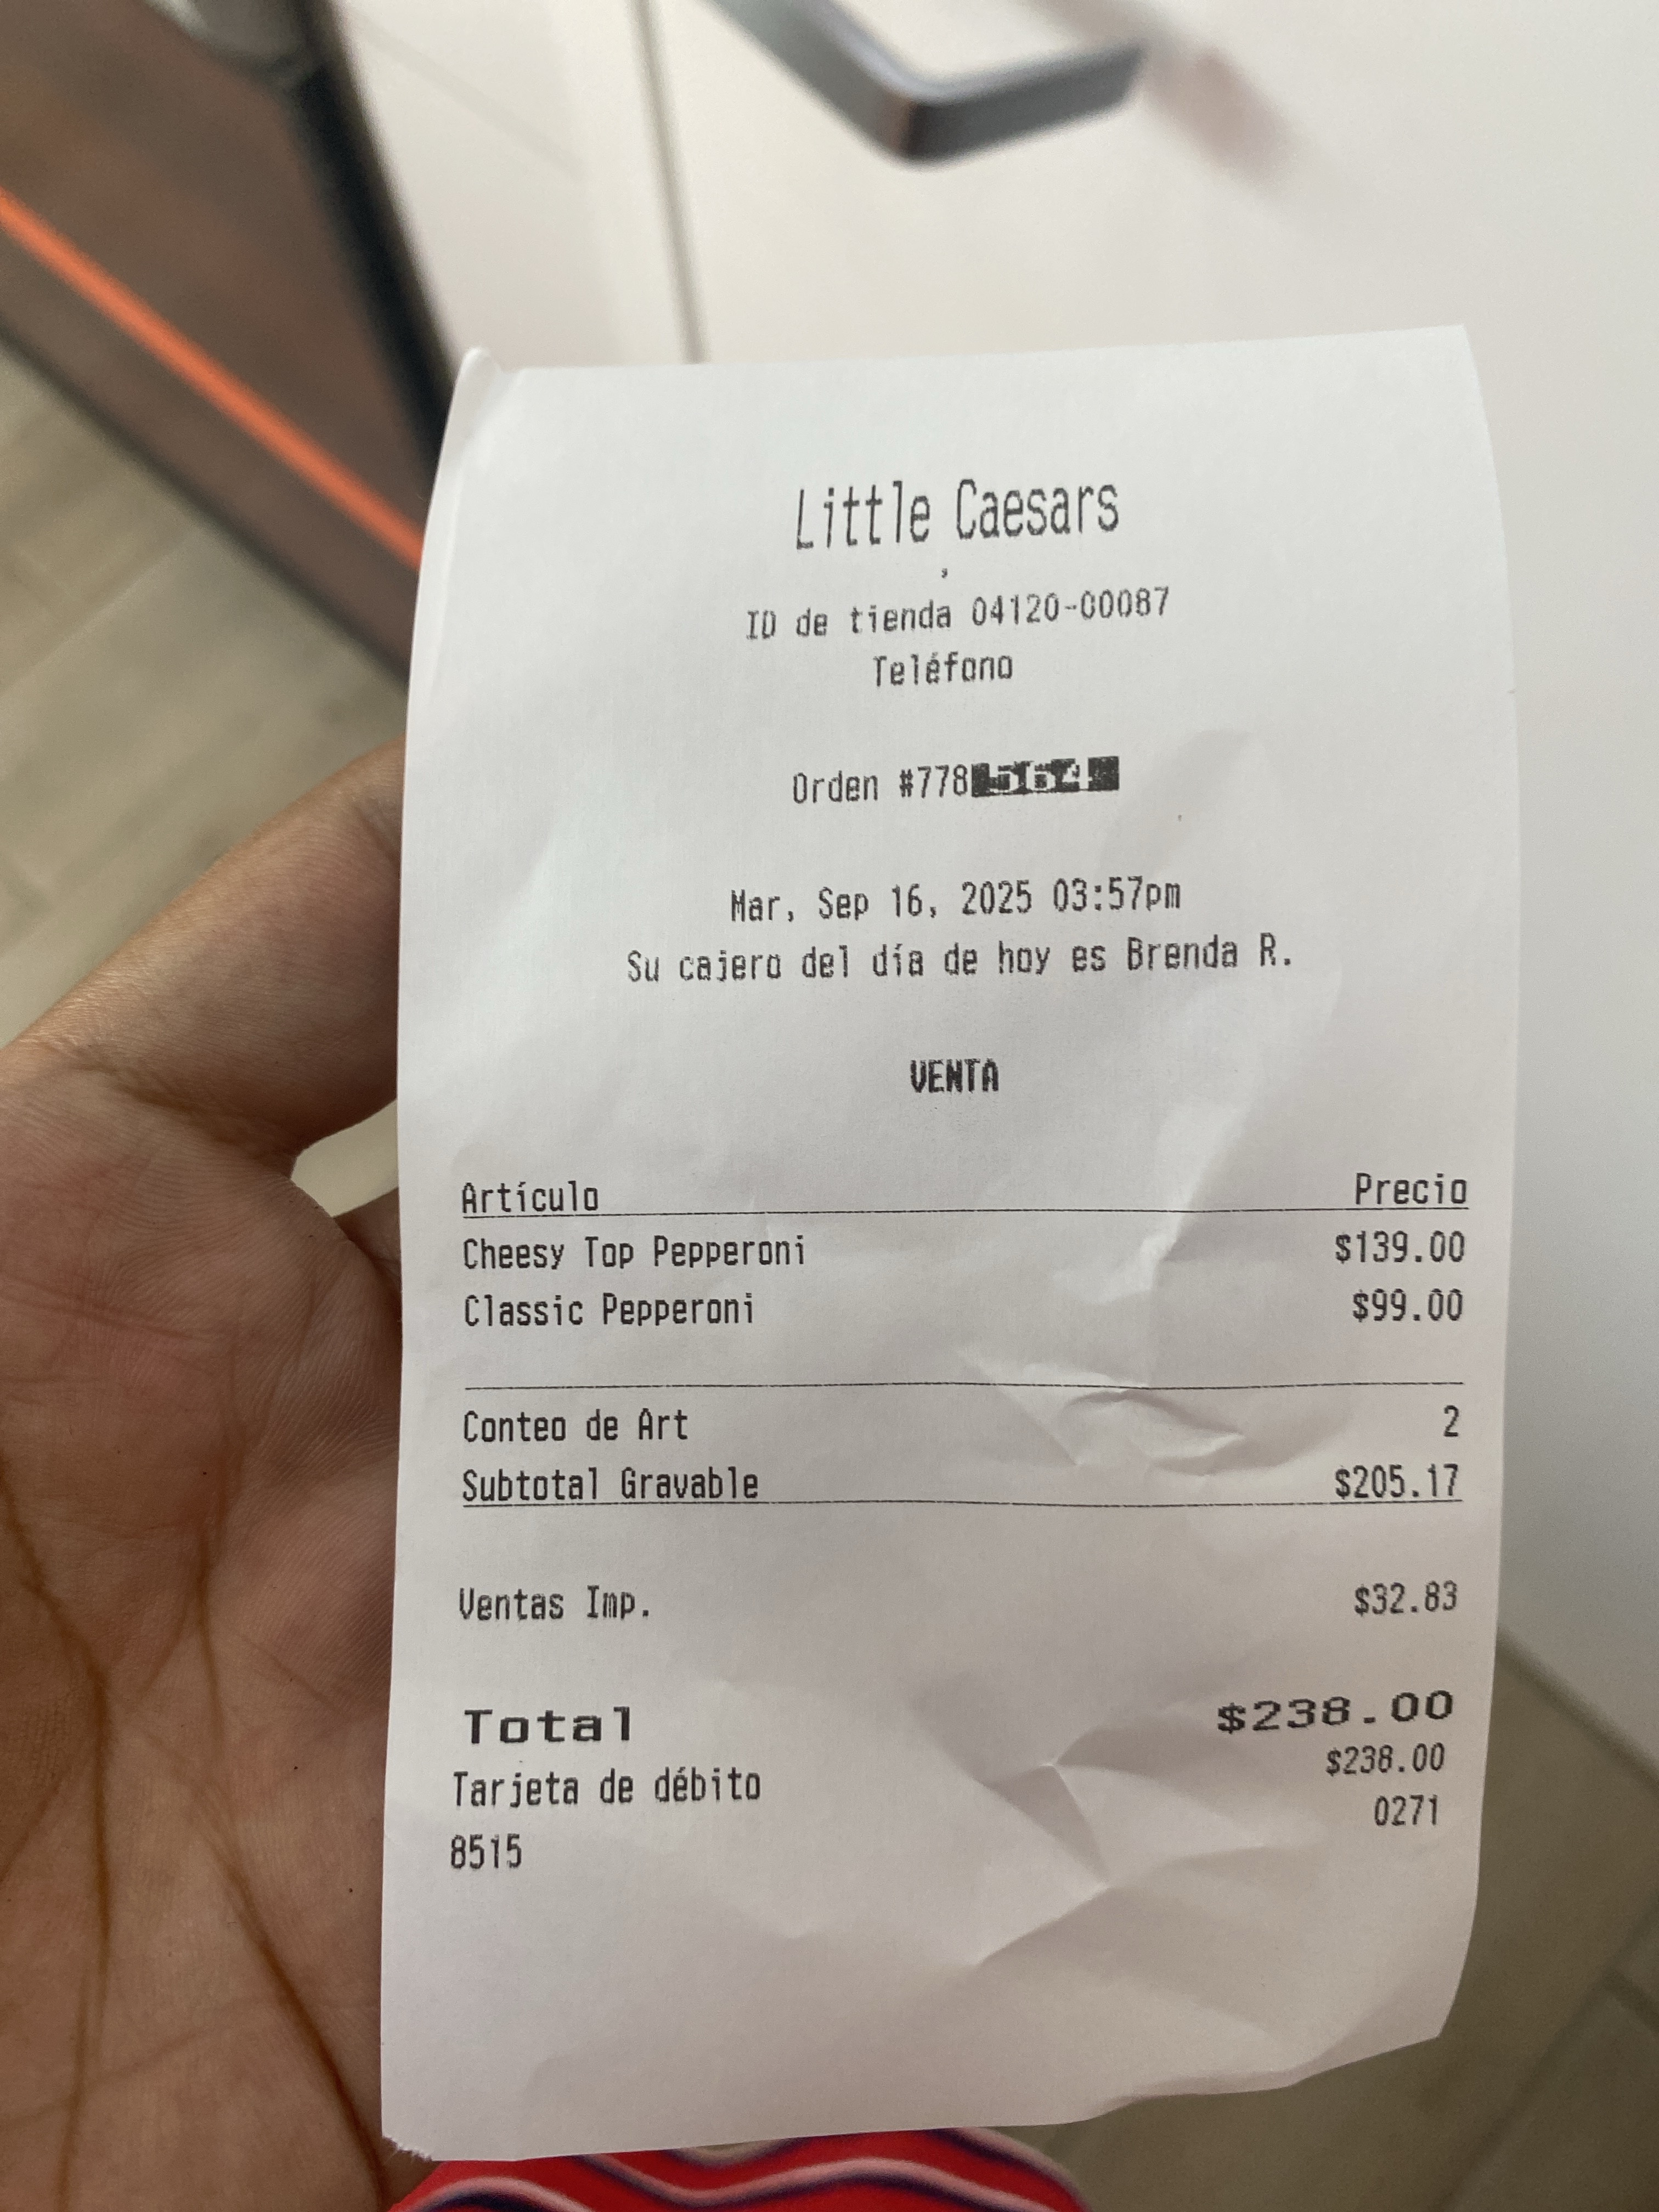 Little Caesars
,
ID de tienda 04120-00087
Teléfono
Orden #778
Mar, Sep 16, 2025 03:57pm
Su cajero del día de hoy es Brenda R.
VENTA
Artículo Precio
Cheesy Top Pepperoni $139.00
Classic Pepperoni $99.00
Conteo de Art 2
Subtotal Gravable $205.17
Ventas Imp. $32.83
Total $238.00
Tarjeta de débito $238.00
8515 0271